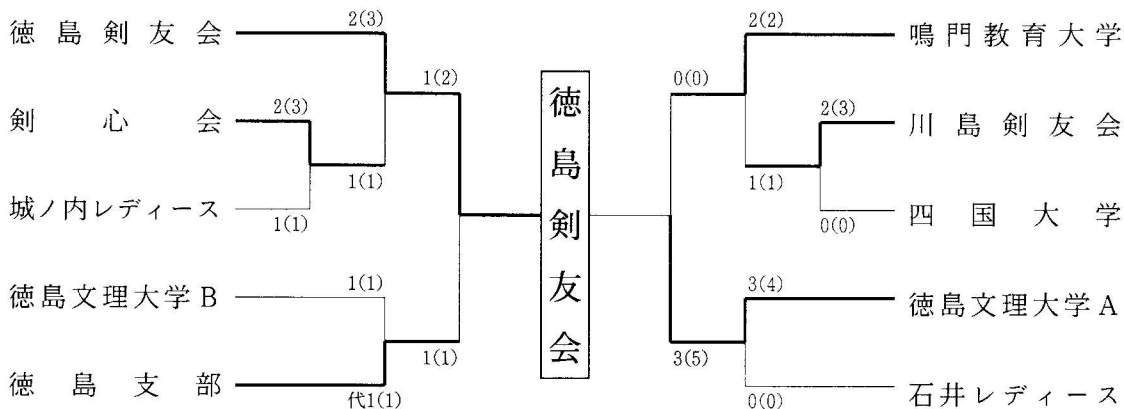 徳島剣友会
2(3)
1(2)
剣心会
2(3)
1(1)
城ノ内レディース
1(1)
徳島文理大学B
1(1)
1(1)
徳島支部
代1(1)
徳島剣友会
2(2)
鳴門教育大学
0(0)
2(3)
川島剣友会
1(1)
四国大学
0(0)
3(4)
徳島文理大学A
3(5)
石井レディース
0(0)